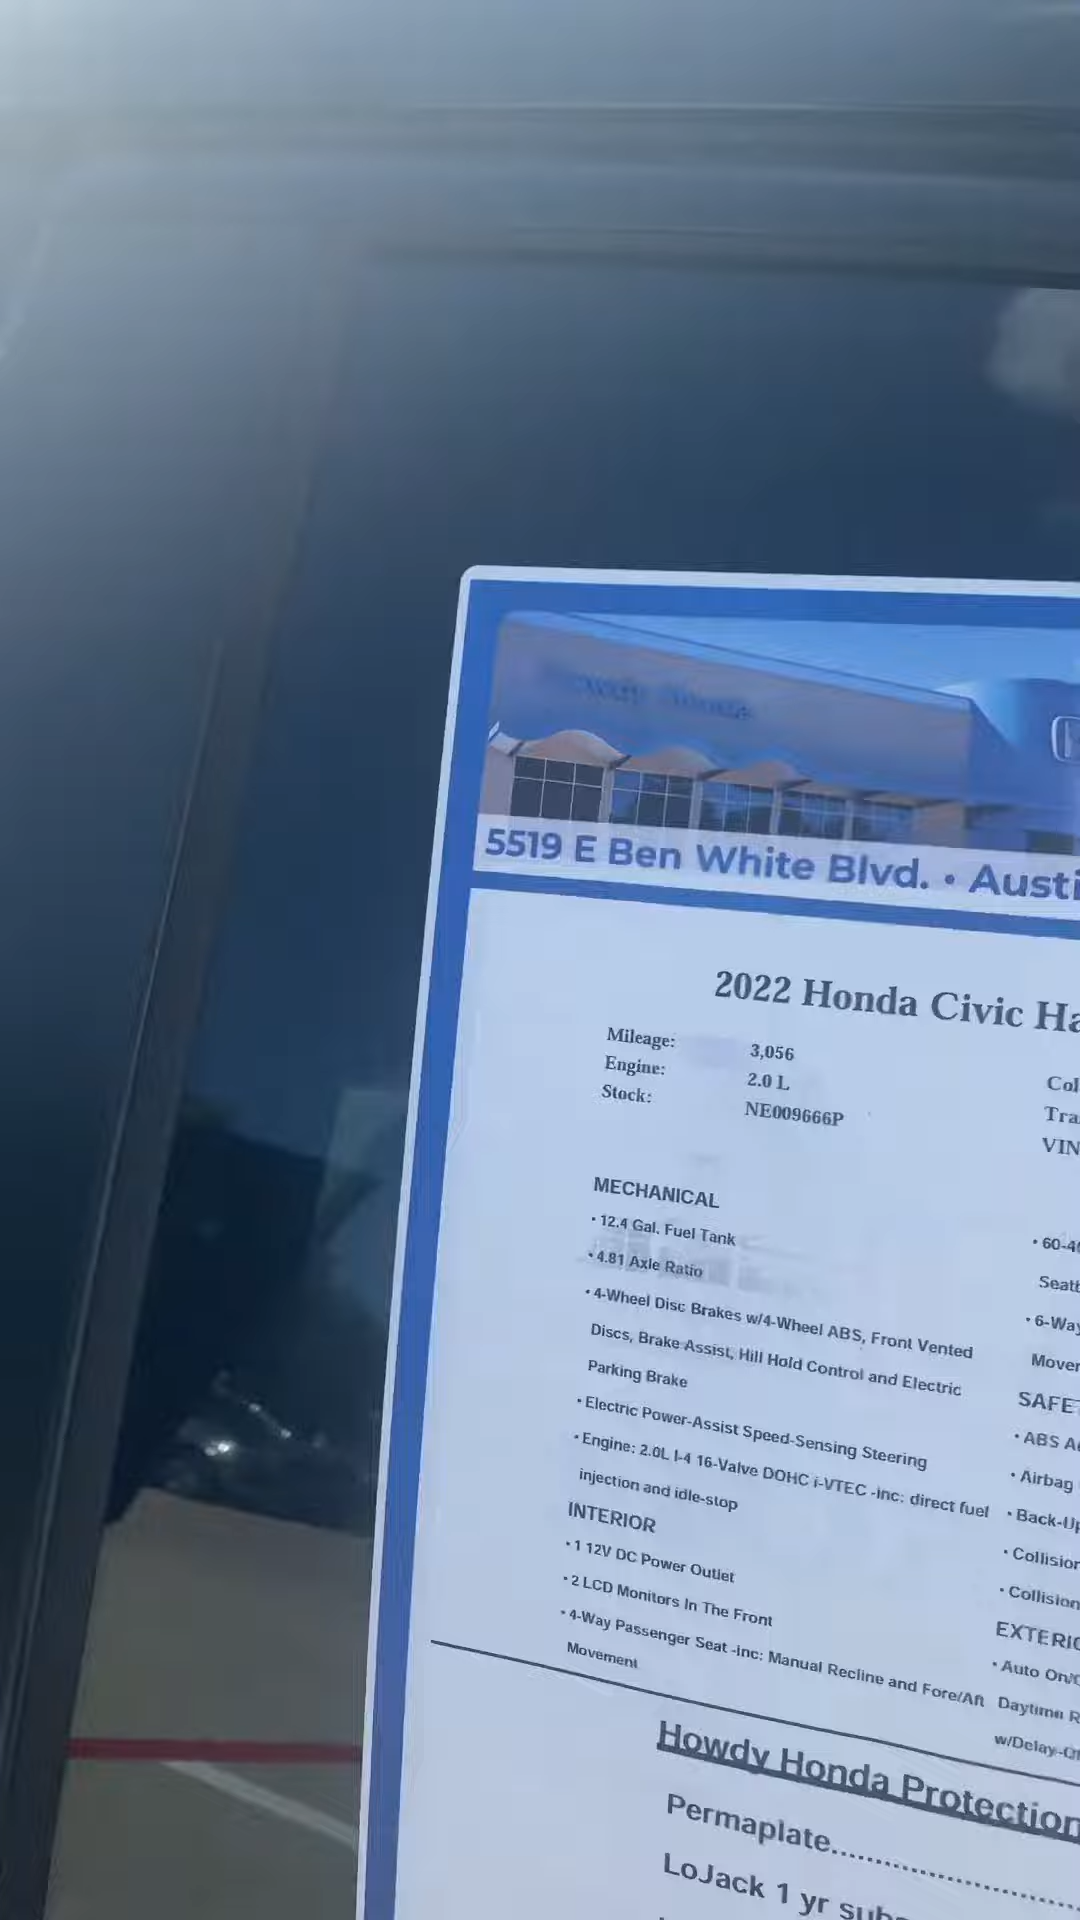 5519 E Ben White Blvd. • Austi
2022 Honda Civic Ha
Mileage: 3,056
Engine: 2.0 L
Stock: NE009666P
Col
Tra
VIN
MECHANICAL
• 12.4 Gal. Fuel Tank
• 4.81 Axle Ratio
• 4-Wheel Disc Brakes w/4-Wheel ABS, Front Vented
Discs, Brake Assist, Hill Hold Control and Electric
Parking Brake
• Electric Power-Assist Speed-Sensing Steering
• Engine: 2.0L I-4 16-Valve DOHC i-VTEC -inc: direct fuel
injection and idle-stop
INTERIOR
• 1 12V DC Power Outlet
• 2 LCD Monitors In The Front
• 4-Way Passenger Seat -inc: Manual Recline and Fore/Aft
Movement
• 60-40
Seatb
• 6-Way
Mover
SAFET
• ABS A
• Airbag
• Back-Up
• Collision
• Collision
EXTERIO
• Auto On/O
Daytime R
w/Delay-Of
Howdy Honda Protection
Permaplate
LoJack 1 yr subs